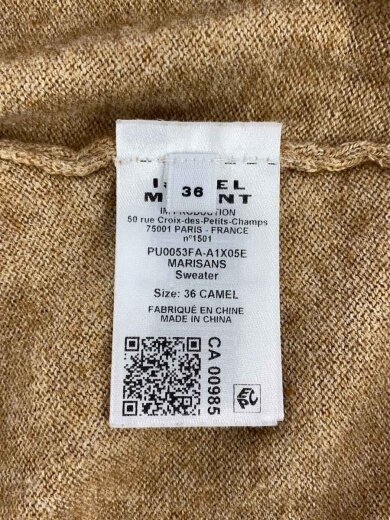 36
IM PRODUCTION
50 rue Croix-des-Petits-Champs
75001 PARIS - FRANCE
n°1501
PU0053FA-A1X05E
MARISANS
Sweater
Size: 36 CAMEL
FABRIQUÉ EN CHINE
MADE IN CHINA
CA 00985